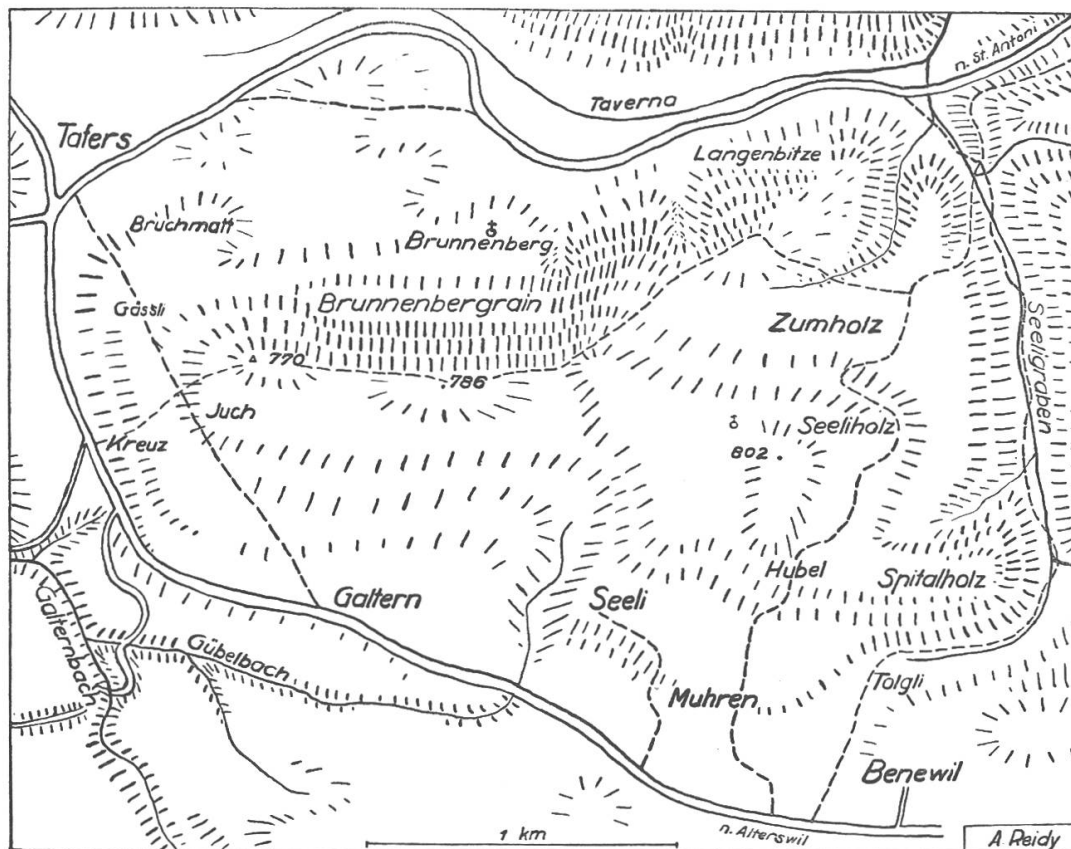 n. St. Antoni
Taverna
Tafers
Langenbitze
Bruchmatt
Brunnenberg
Brunnenbergrain
Gässli
Zumholz
770
786
Seeligraben
Juch
Seeliholz
Kreuz
802
Hubel
Spitalholz
Galtern
Seeli
Galternbach
Gübelbach
Muhren
Tolgli
Benewil
1 km
n. Alterswil
A. Reidy